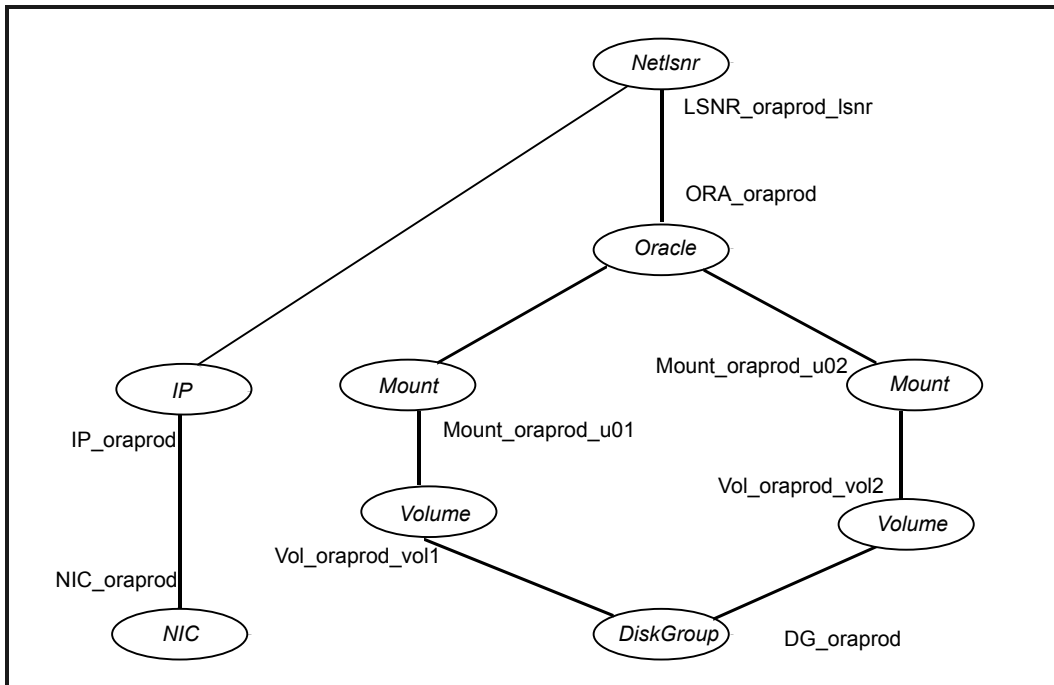 Netlsnr
LSNR_oraprod_lsnr
ORA_oraprod
Oracle
IP
Mount
Mount_oraprod_u02
Mount
IP_oraprod
Mount_oraprod_u01
Vol_oraprod_vol2
Volume
Volume
Vol_oraprod_vol1
NIC_oraprod
NIC
DiskGroup
DG_oraprod